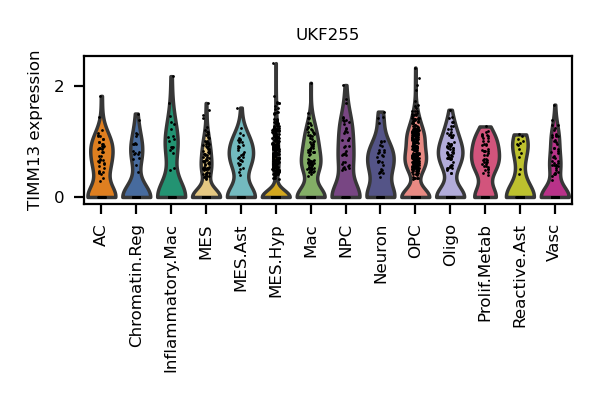 UKF255
TIMM13 expression
2
0
AC
Chromatin.Reg
Inflammatory.Mac
MES
MES.Ast
MES.Hyp
Mac
NPC
Neuron
OPC
Oligo
Prolif.Metab
Reactive.Ast
Vasc